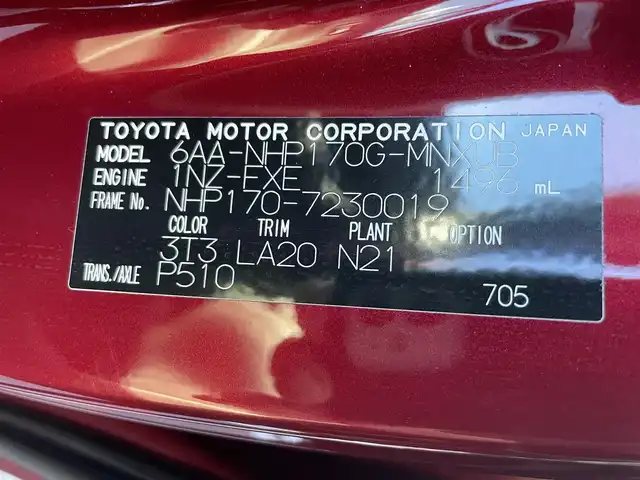 TOYOTA MOTOR CORPORATION JAPAN
MODEL 6AA-NHP170G-MNXUB
ENGINE 1NZ-EXE 1496 mL
FRAME No. NHP170-7230019
COLOR TRIM PLANT OPTION
3T3 LA20 N21
TRANS./AXLE P510
705